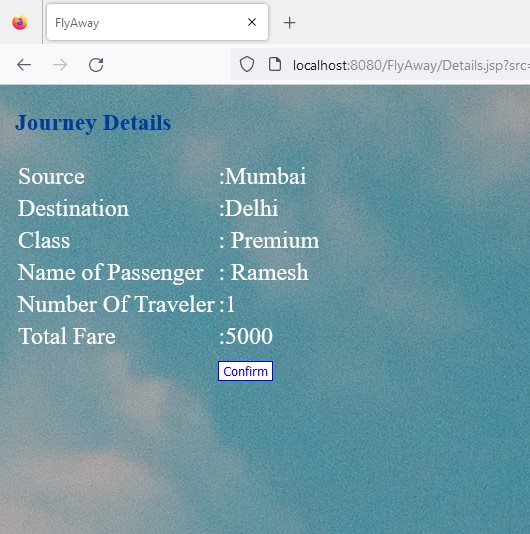 FlyAway
localhost:8080/FlyAway/Details.jsp?src=
Journey Details
Source :Mumbai
Destination :Delhi
Class : Premium
Name of Passenger : Ramesh
Number Of Traveler :1
Total Fare :5000
Confirm